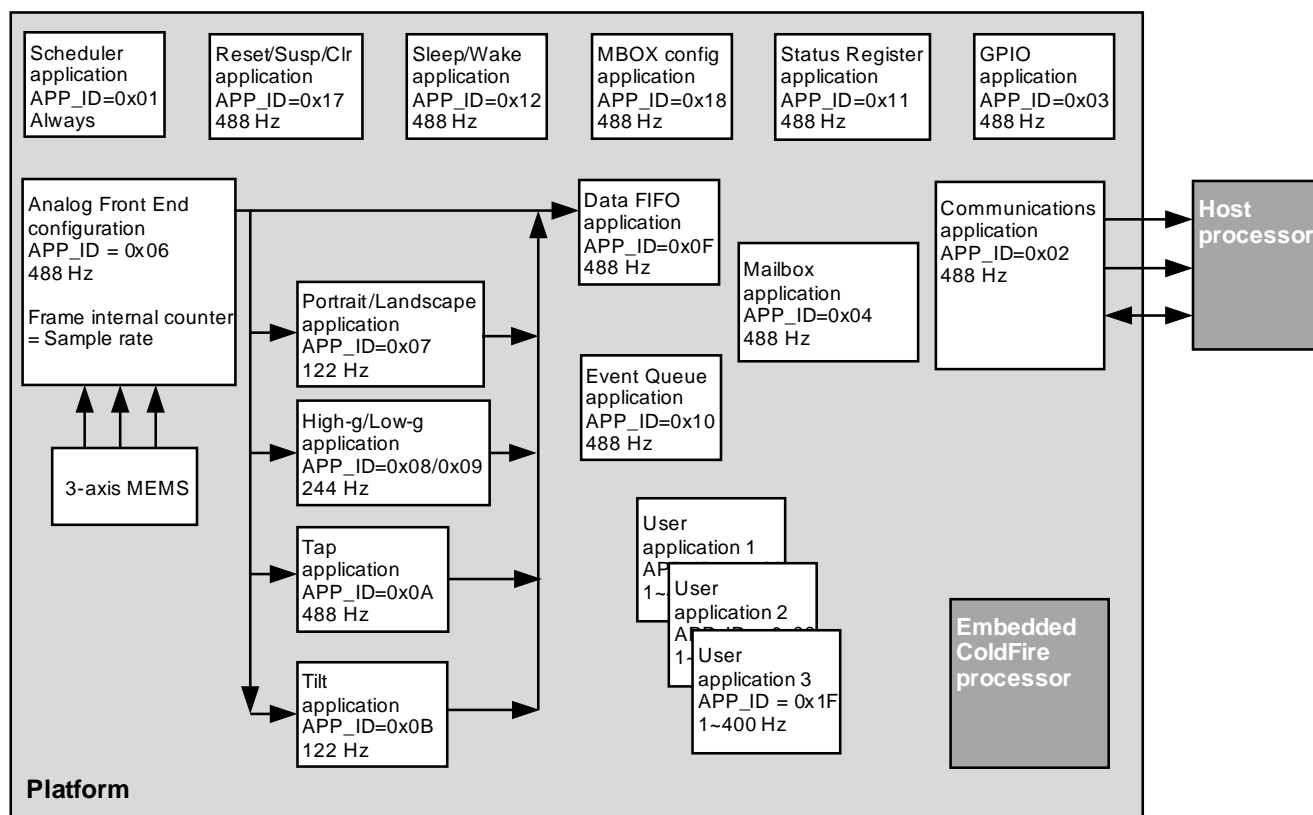 Scheduler
application
APP_ID=0x01
Always
Reset/Susp/Clr
application
APP_ID=0x17
488 Hz
Sleep/Wake
application
APP_ID=0x12
488 Hz
MBOX config
application
APP_ID=0x18
488 Hz
Status Register
application
APP_ID=0x11
488 Hz
GPIO
application
APP_ID=0x03
488 Hz
Analog Front End
configuration
APP_ID = 0x06
488 Hz
Frame internal counter
= Sample rate
3-axis MEMS
Portrait/Landscape
application
APP_ID=0x07
122 Hz
High-g/Low-g
application
APP_ID=0x08/0x09
244 Hz
Tap
application
APP_ID=0x0A
488 Hz
Tilt
application
APP_ID=0x0B
122 Hz
Data FIFO
application
APP_ID=0x0F
488 Hz
Mailbox
application
APP_ID=0x04
488 Hz
Event Queue
application
APP_ID=0x10
488 Hz
Communications
application
APP_ID=0x02
488 Hz
Host
processor
User
application 1
1~
User
application 2
1~
User
application 3
APP_ID = 0x1F
1~400 Hz
Embedded
ColdFire
processor
Platform